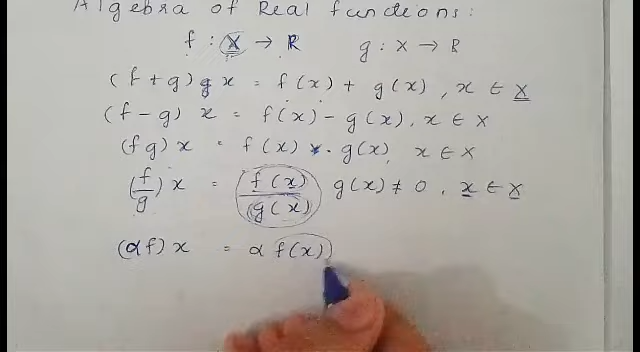 Algebra of Real functions:
f : X → R g : X → R
(f + g) x = f(x) + g(x), x ∈ X
(f - g) x = f(x) - g(x), x ∈ X
(fg) x = f(x) . g(x), x ∈ X
(f/g) x = f(x)/g(x) g(x) ≠ 0, x ∈ X
(αf) x = α f(x)